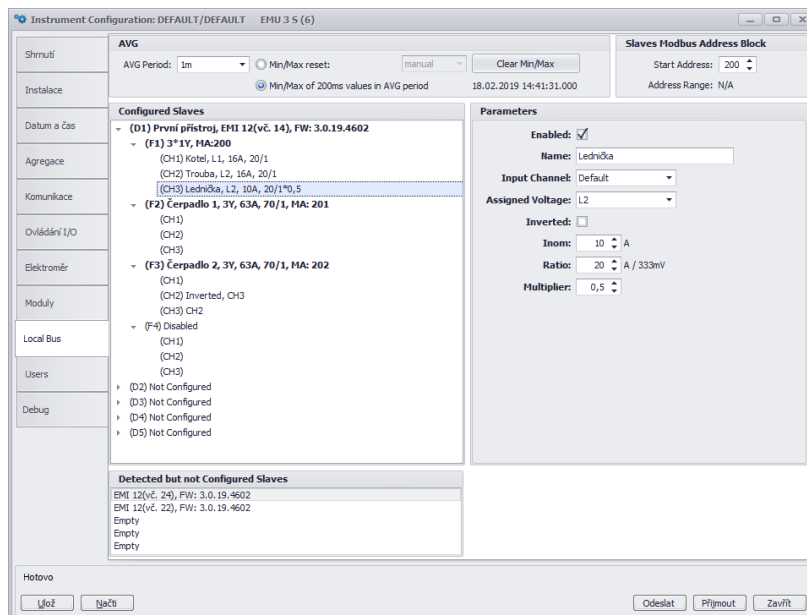 Instrument Configuration: DEFAULT/DEFAULT EMU 3 S (6)
Shrnutí
Instalace
Datum a čas
Agregace
Komunikace
Ovládání I/O
Elektroměr
Moduly
Local Bus
Users
Debug
AVG
AVG Period: 1m
Min/Max reset: manual
Clear Min/Max
Min/Max of 200ms values in AVG period
18.02.2019 14:41:31.000
Slaves Modbus Address Block
Start Address: 200
Address Range: N/A
Configured Slaves
(D1) První přístroj, EMI 12(vč. 14), FW: 3.0.19.4602
(F1) 3*1Y, MA:200
(CH1) Kotel, L1, 16A, 20/1
(CH2) Trouba, L2, 16A, 20/1
(CH3) Lednička, L2, 10A, 20/1*0,5
(F2) Čerpadlo 1, 3Y, 63A, 70/1, MA: 201
(CH1)
(CH2)
(CH3)
(F3) Čerpadlo 2, 3Y, 63A, 70/1, MA: 202
(CH1)
(CH2) Inverted, CH3
(CH3) CH2
(F4) Disabled
(CH1)
(CH2)
(CH3)
(D2) Not Configured
(D3) Not Configured
(D4) Not Configured
(D5) Not Configured
Parameters
Enabled:
Name: Lednička
Input Channel: Default
Assigned Voltage: L2
Inverted:
Inom: 10 A
Ratio: 20 A / 333mV
Multiplier: 0,5
Detected but not Configured Slaves
EMI 12(vč. 24), FW: 3.0.19.4602
EMI 12(vč. 22), FW: 3.0.19.4602
Empty
Empty
Empty
Hotovo
Ulož
Načti
Odeslat
Přijmout
Zavřít